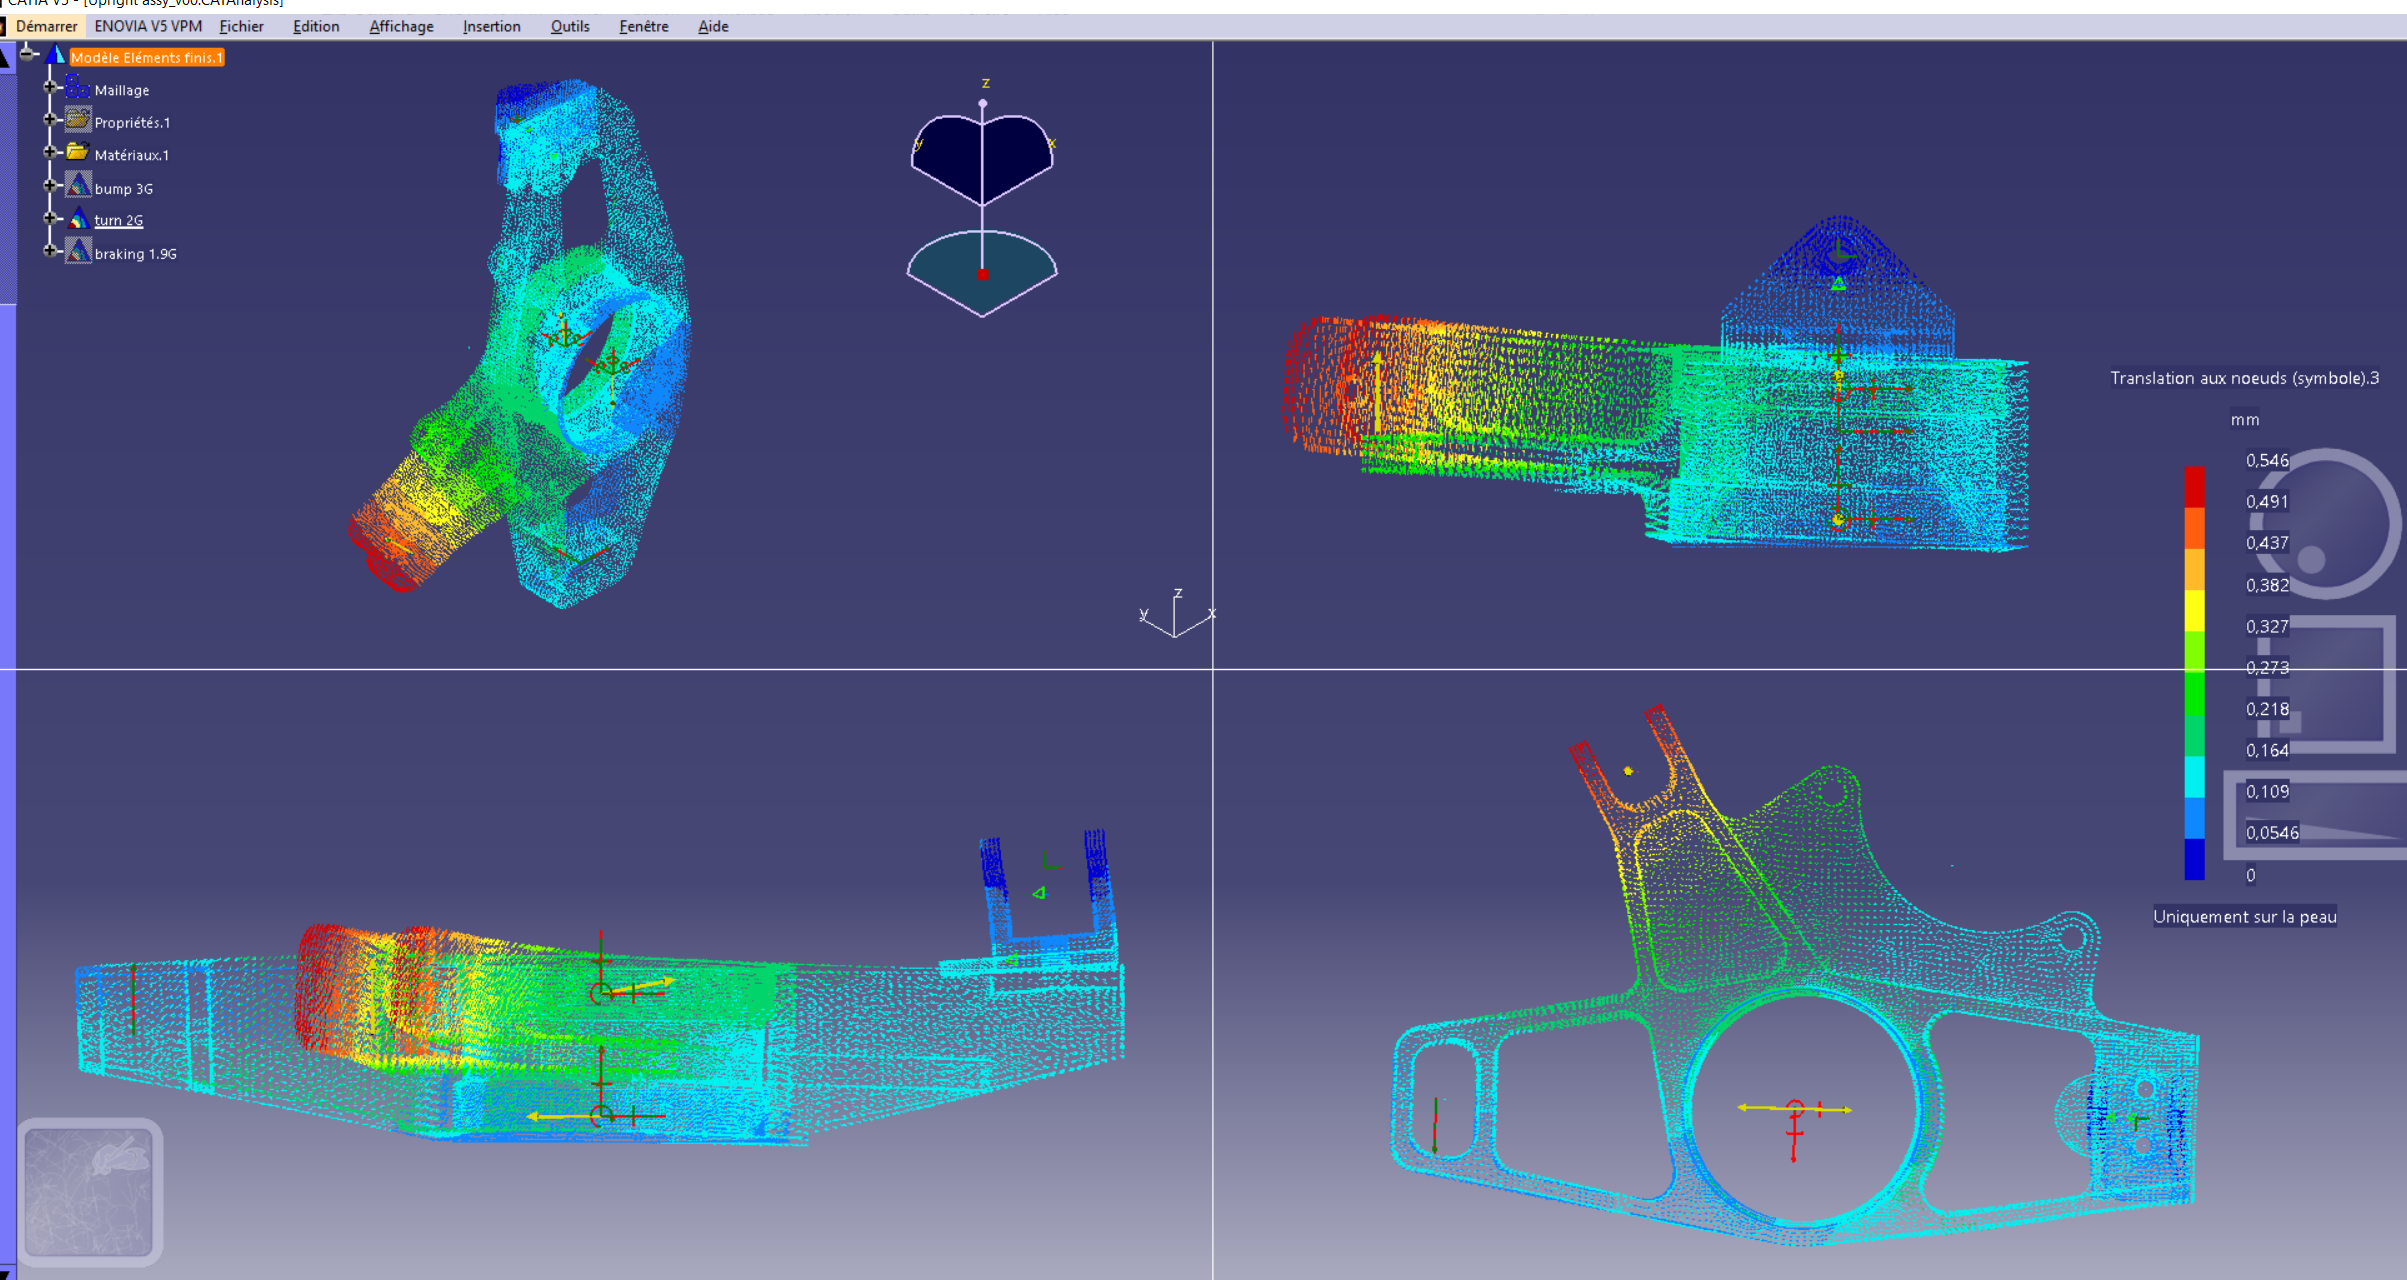 CATIA V5 - [Upright assy_v00.CATAnalysis]
Démarrer ENOVIA V5 VPM Fichier Edition Affichage Insertion Outils Fenêtre Aide
Modèle Eléments finis.1
Maillage
Propriétés.1
Matériaux.1
bump 3G
turn 2G
braking 1.9G
z
y
x
z
y
x
Translation aux noeuds (symbole).3
mm
0,546
0,491
0,437
0,382
0,327
0,273
0,218
0,164
0,109
0,0546
0
Uniquement sur la peau